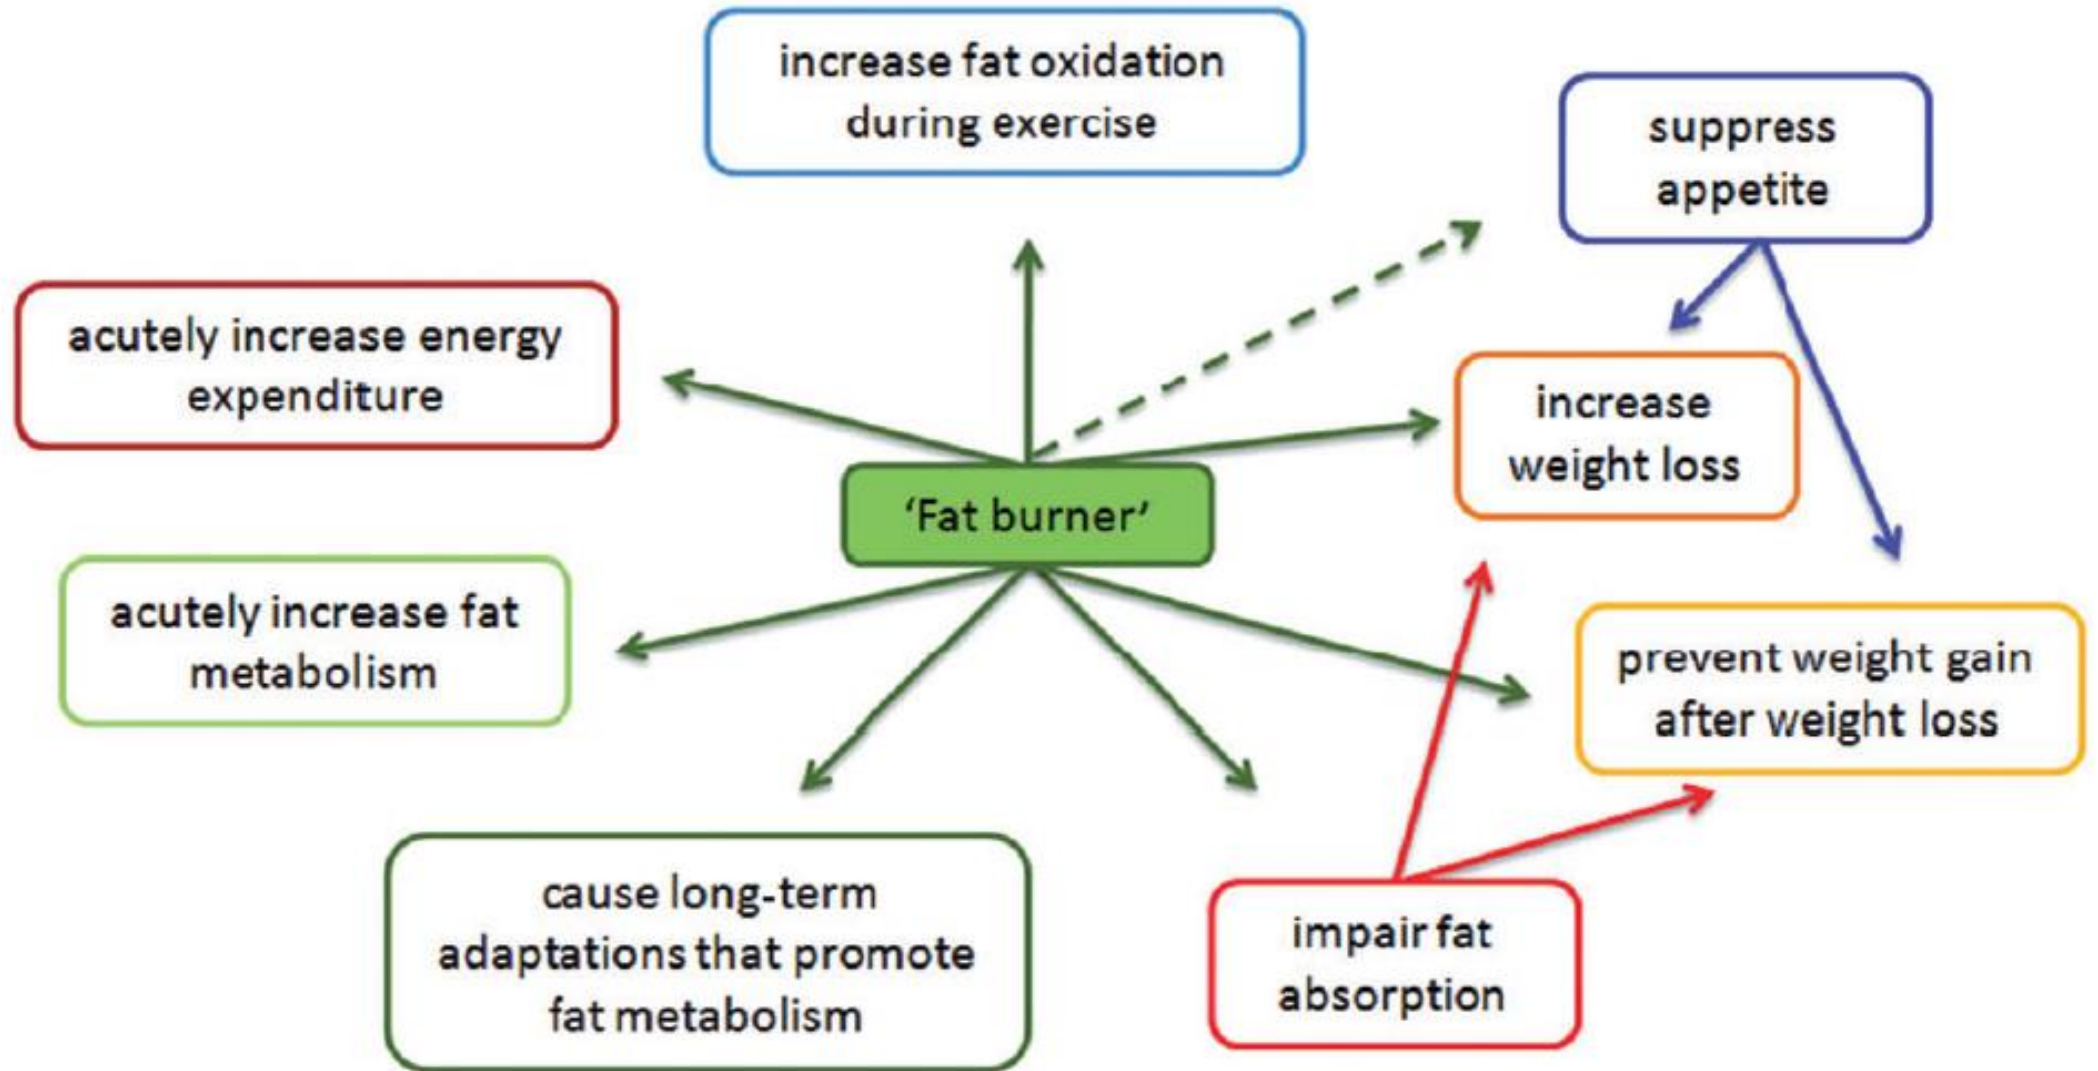 increase fat oxidation
during exercise
suppress
appetite
acutely increase energy
expenditure
increase
weight loss
‘Fat burner’
acutely increase fat
metabolism
prevent weight gain
after weight loss
cause long-term
adaptations that promote
fat metabolism
impair fat
absorption